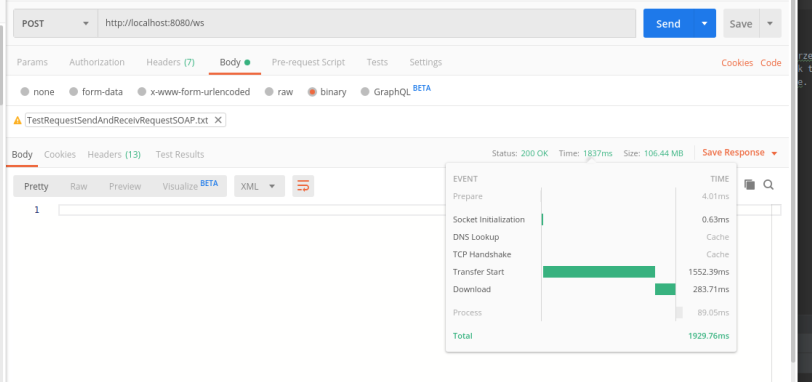 POST http://localhost:8080/ws Send Save
Params Authorization Headers (7) Body Pre-request Script Tests Settings Cookies Code
none form-data x-www-form-urlencoded raw binary GraphQL BETA
TestRequestSendAndReceivRequestSOAP.txt ✕
Body Cookies Headers (13) Test Results Status: 200 OK Time: 1837ms Size: 106.44 MB Save Response
Pretty Raw Preview Visualize BETA XML
1
EVENT TIME
Prepare 4.01ms
Socket Initialization 0.63ms
DNS Lookup Cache
TCP Handshake Cache
Transfer Start 1552.39ms
Download 283.71ms
Process 89.05ms
Total 1929.76ms